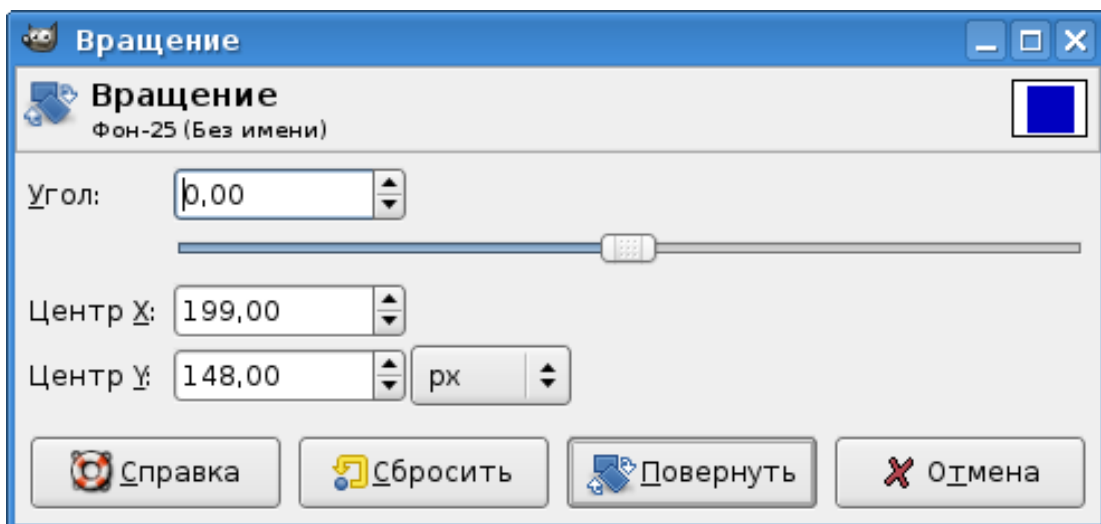 Вращение
Вращение
Фон-25 (Без имени)
Угол: 0,00
Центр X: 199,00
Центр Y: 148,00 px
Справка Сбросить Повернуть Отмена